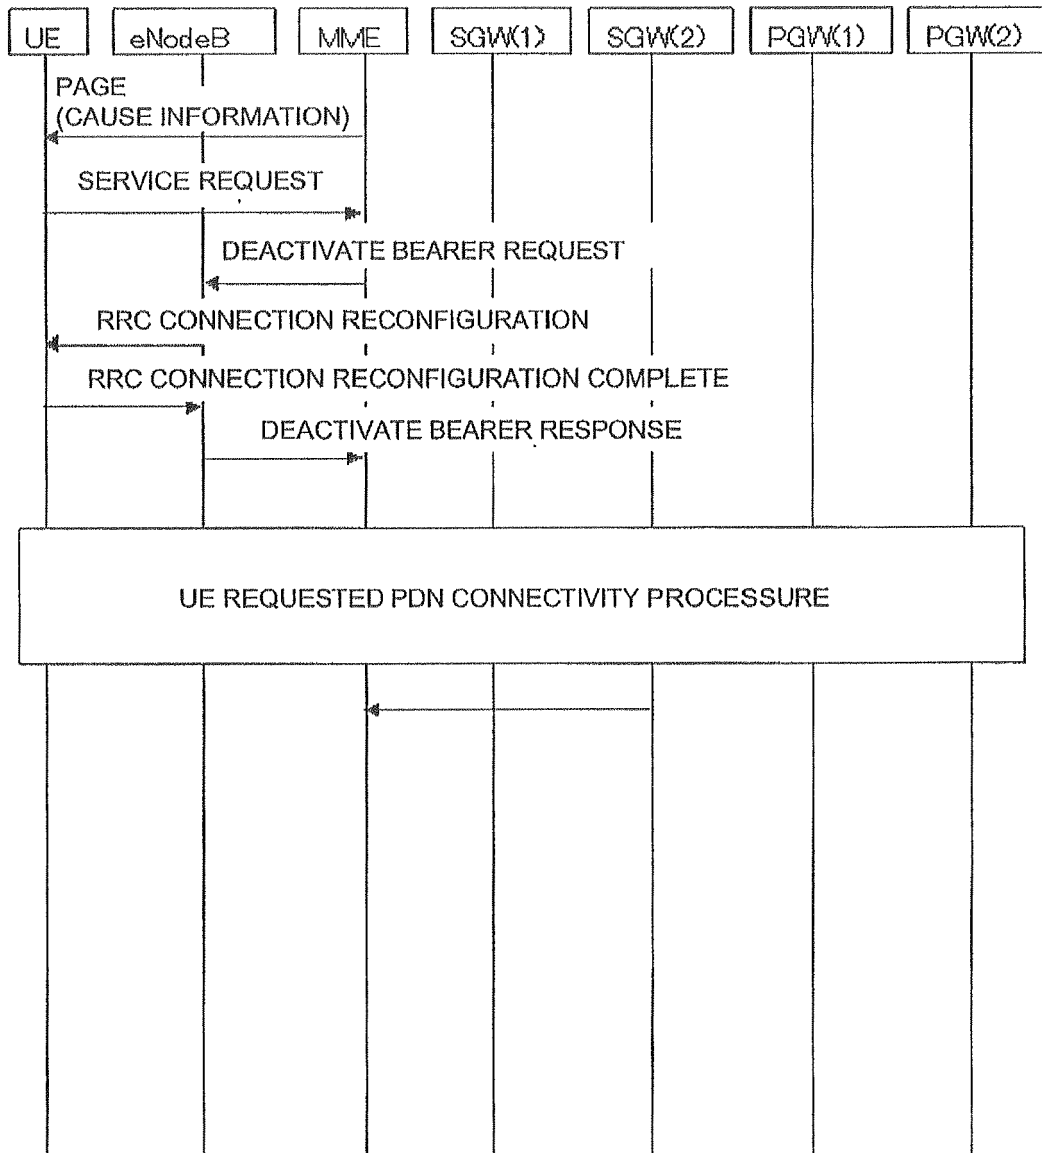 UE eNodeB MME SGW(1) SGW(2) PGW(1) PGW(2)
PAGE
(CAUSE INFORMATION)
SERVICE REQUEST
DEACTIVATE BEARER REQUEST
RRC CONNECTION RECONFIGURATION
RRC CONNECTION RECONFIGURATION COMPLETE
DEACTIVATE BEARER RESPONSE
UE REQUESTED PDN CONNECTIVITY PROCESSURE